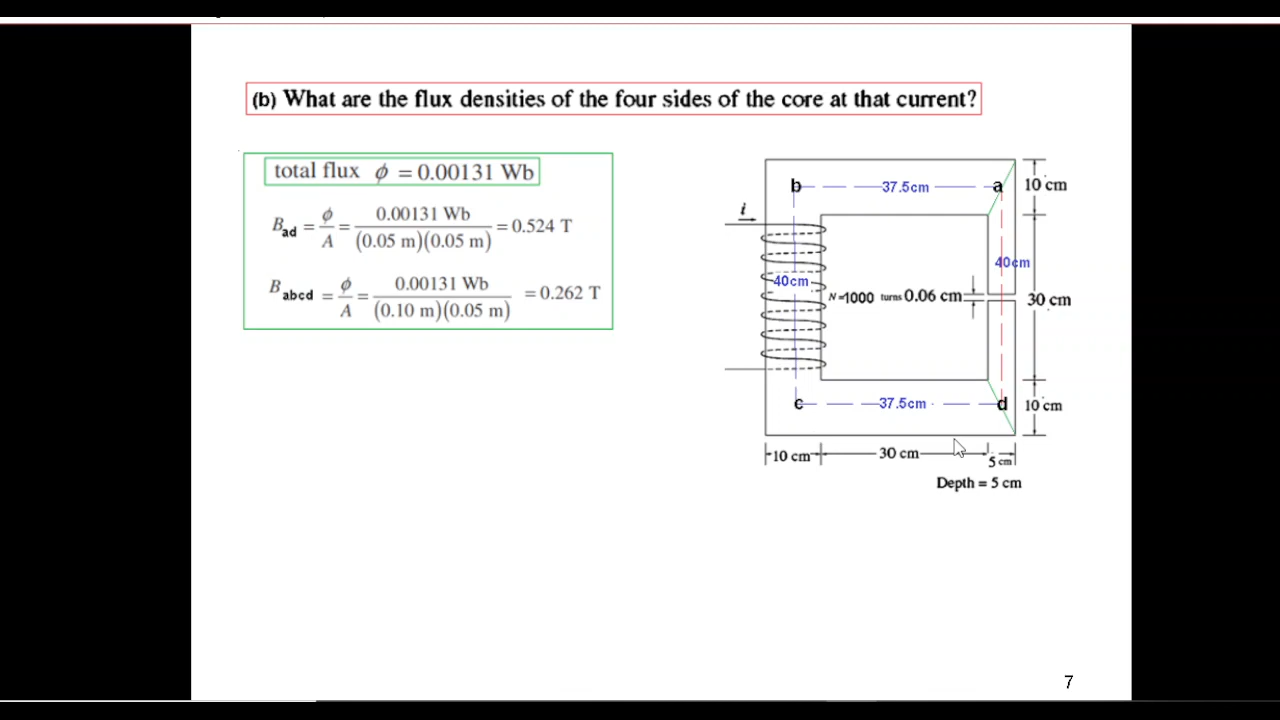 (b) What are the flux densities of the four sides of the core at that current?
total flux ϕ = 0.00131 Wb
B_ad = ϕ/A = 0.00131 Wb/(0.05 m)(0.05 m) = 0.524 T
B_abcd = ϕ/A = 0.00131 Wb/(0.10 m)(0.05 m) = 0.262 T
b 37.5cm a 10 cm
i
40cm
40cm
N=1000 turns 0.06 cm 30 cm
c 37.5cm d 10 cm
10 cm 30 cm 5 cm
Depth = 5 cm
7